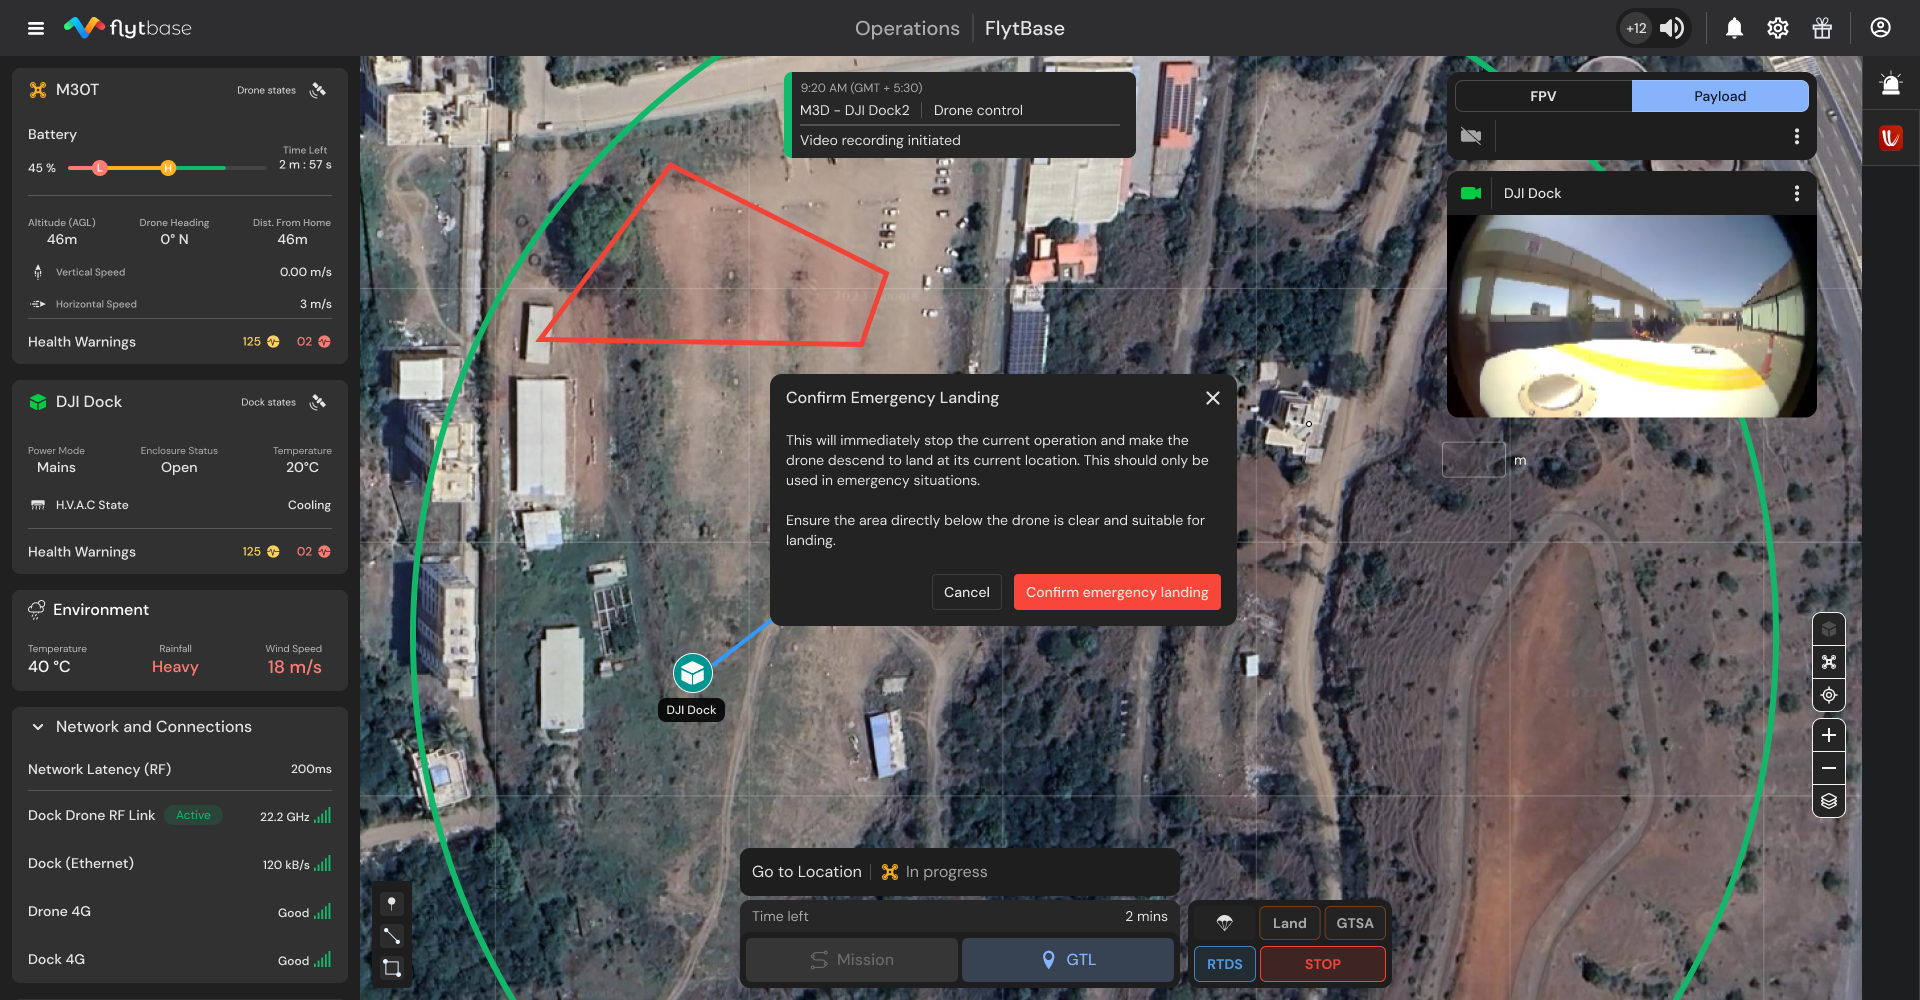 flytbase
Operations
FlytBase
+12
M30T
Drone states
Battery
45 %
L
H
Time Left
2 m : 57 s
Altitude (AGL)
Drone Heading
Dist. From Home
46m
0° N
46m
Vertical Speed
0.00 m/s
Horizontal Speed
3 m/s
Health Warnings
125
02
DJI Dock
Dock states
Power Mode
Enclosure Status
Temperature
Mains
Open
20°C
H.V.A.C State
Cooling
Health Warnings
125
02
Environment
Temperature
Rainfall
Wind Speed
40 °C
Heavy
18 m/s
Network and Connections
Network Latency (RF)
200ms
Dock Drone RF Link
Active
22.2 GHz
Dock (Ethernet)
120 kB/s
Drone 4G
Good
Dock 4G
Good
9:20 AM (GMT + 5:30)
M3D - DJI Dock2
Drone control
Video recording initiated
FPV
Payload
DJI Dock
m
Confirm Emergency Landing
This will immediately stop the current operation and make the
drone descend to land at its current location. This should only be
used in emergency situations.
Ensure the area directly below the drone is clear and suitable for
landing.
Cancel
Confirm emergency landing
DJI Dock
Go to Location
In progress
Time left
2 mins
Mission
GTL
Land
GTSA
RTDS
STOP